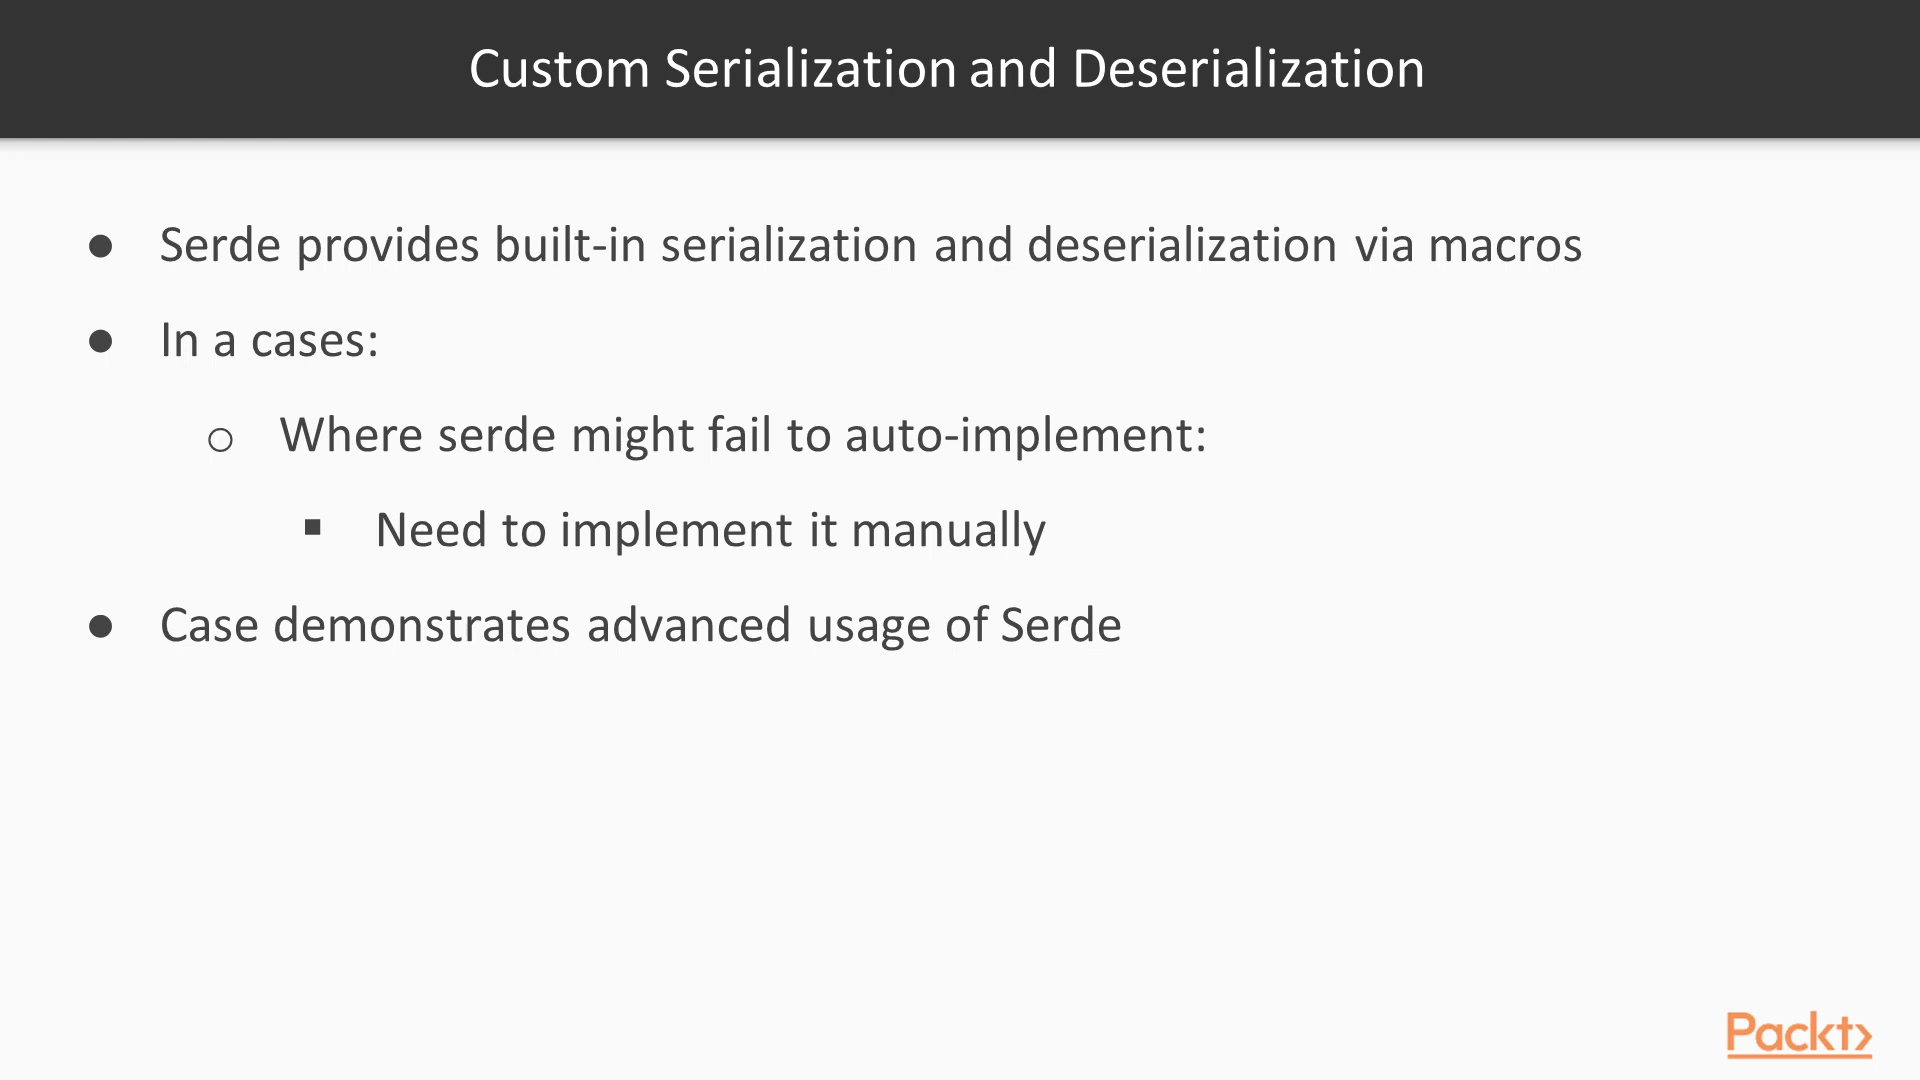 Custom Serialization and Deserialization
● Serde provides built-in serialization and deserialization via macros
● In a cases:
○ Where serde might fail to auto-implement:
▪ Need to implement it manually
● Case demonstrates advanced usage of Serde
Packt>